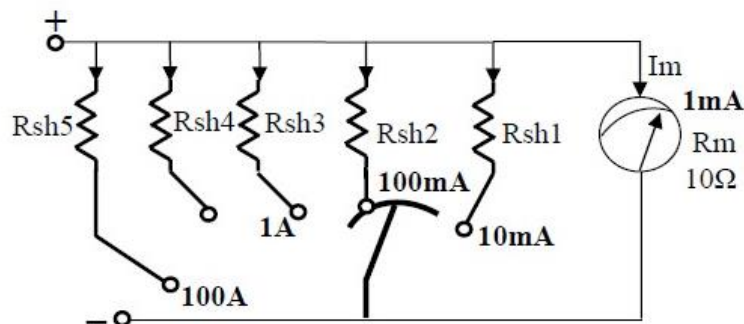 +
Im
1mA
Rsh5
Rsh4
Rsh3
Rsh2
Rsh1
Rm
10Ω
100mA
1A
10mA
100A
−